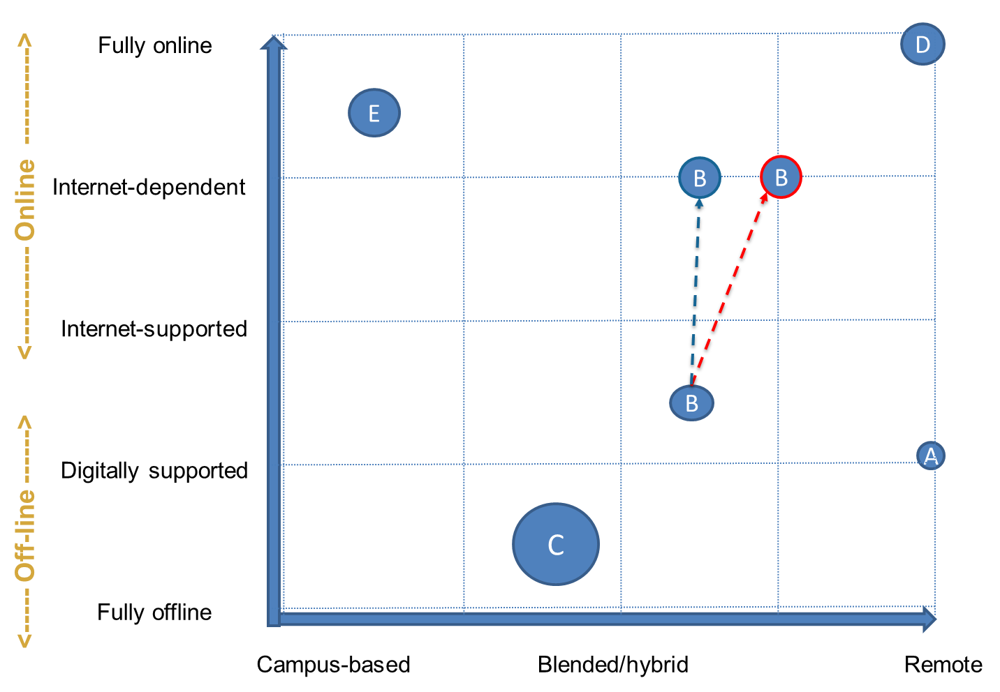 Fully online
D
E
Internet-dependent
B
B
<------------ Online ------------>
Internet-supported
B
Digitally supported
A
<----- Off-line ------>
C
Fully offline
Campus-based
Blended/hybrid
Remote